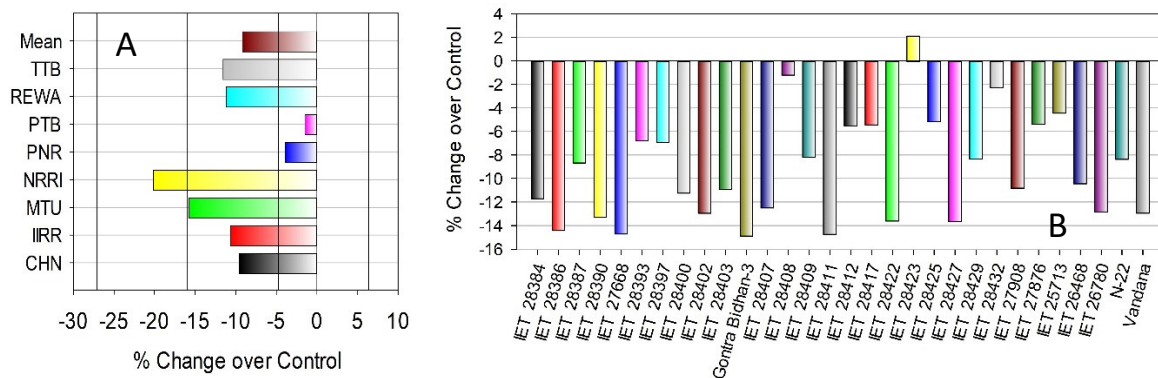 A
Mean
TTB
REWA
PTB
PNR
NRRI
MTU
IIRR
CHN
-30 -25 -20 -15 -10 -5 0 5 10
% Change over Control
% Change over Control
4
2
0
-2
-4
-6
-8
-10
-12
-14
-16
B
IET 28384
IET 28386
IET 28387
IET 28390
IET 27668
IET 28393
IET 28397
IET 28400
IET 28402
IET 28403
Gontra Bidhan-3
IET 28407
IET 28408
IET 28409
IET 28411
IET 28412
IET 28417
IET 28422
IET 28423
IET 28425
IET 28427
IET 28429
IET 28432
IET 27908
IET 27876
IET 25713
IET 26468
IET 26780
N-22
Vandana